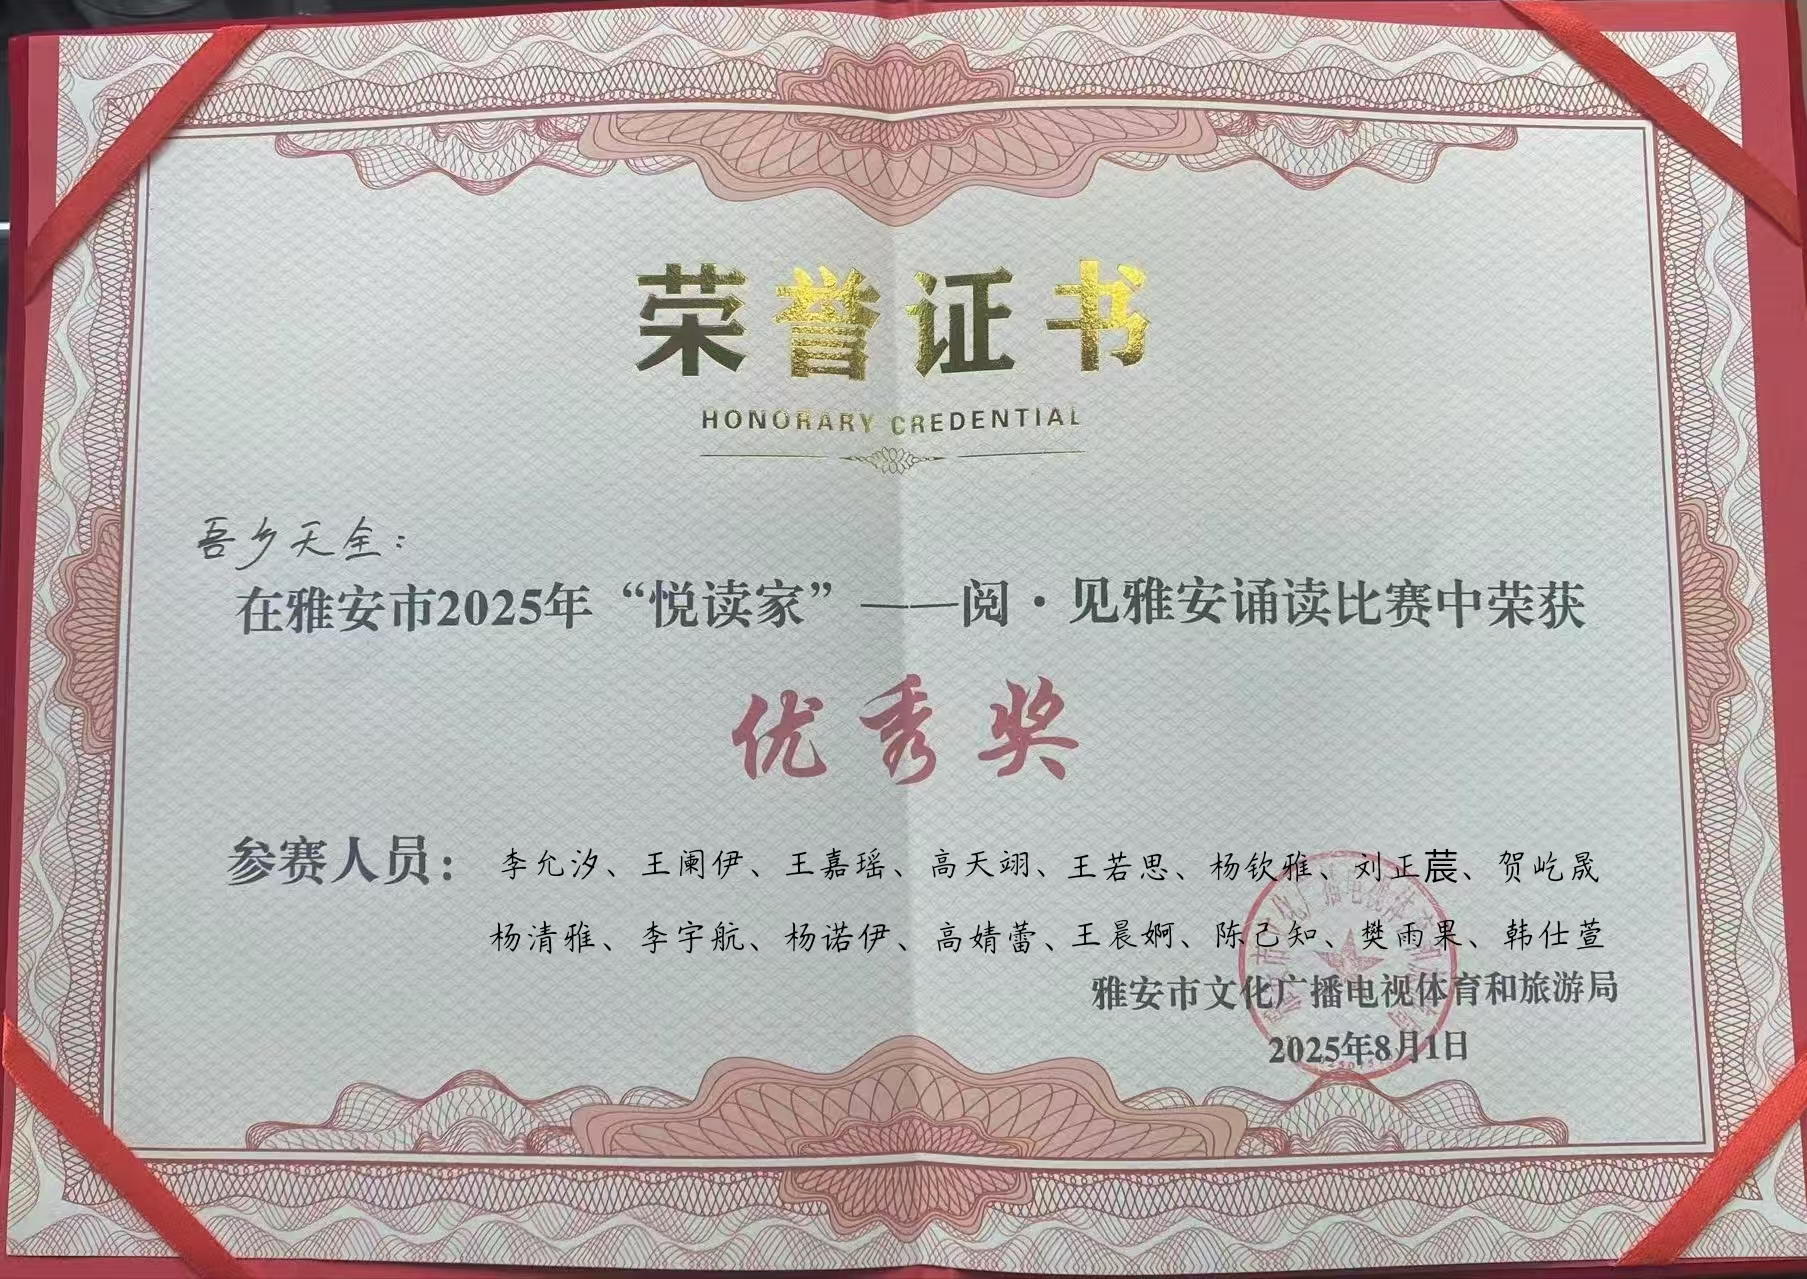 荣誉证书
HONORARY CREDENTIAL
吾乡天全：
在雅安市2025年“悦读家”——阅·见雅安诵读比赛中荣获
优秀奖
参赛人员：李允汐、王阑伊、王嘉瑶、高天翊、王若思、杨钦雅、刘正莀、贺屹晟
杨清雅、李宇航、杨诺伊、高婧蕾、王晨婀、陈己知、樊雨果、韩仕萱
雅安市文化广播电视体育和旅游局
2025年8月1日